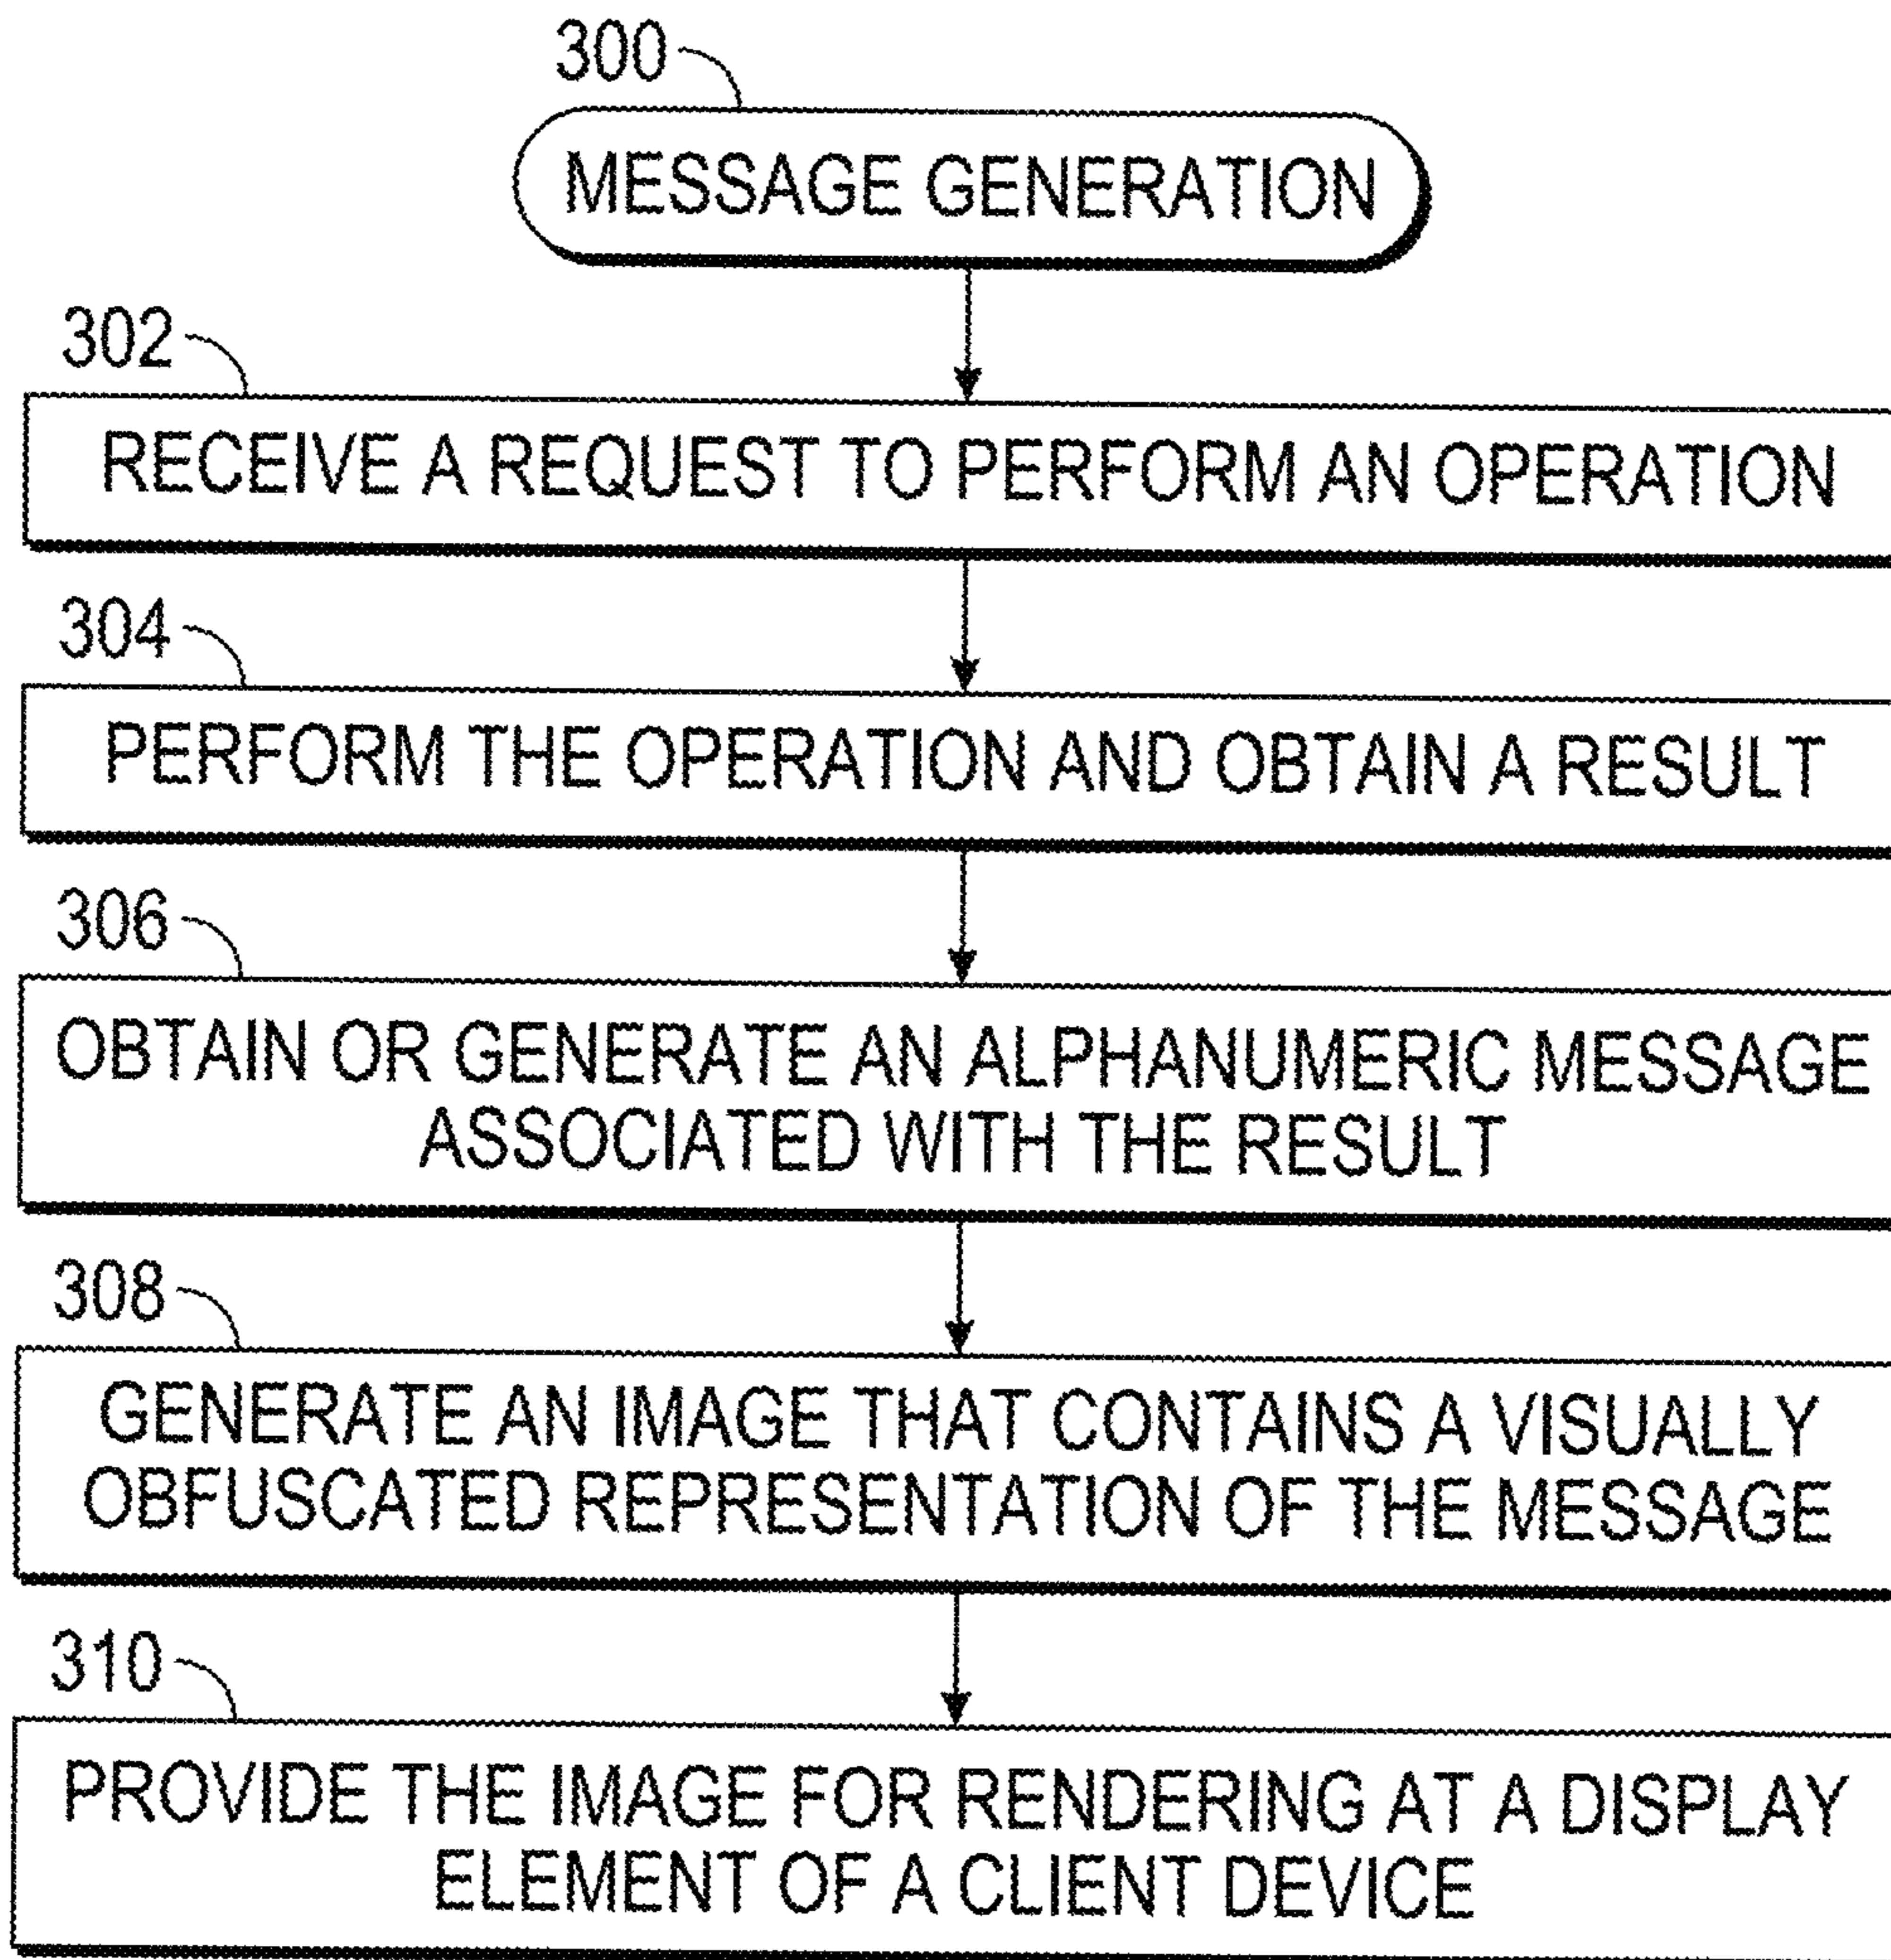 300
MESSAGE GENERATION
302
RECEIVE A REQUEST TO PERFORM AN OPERATION
304
PERFORM THE OPERATION AND OBTAIN A RESULT
306
OBTAIN OR GENERATE AN ALPHANUMERIC MESSAGE
ASSOCIATED WITH THE RESULT
308
GENERATE AN IMAGE THAT CONTAINS A VISUALLY
OBFUSCATED REPRESENTATION OF THE MESSAGE
310
PROVIDE THE IMAGE FOR RENDERING AT A DISPLAY
ELEMENT OF A CLIENT DEVICE